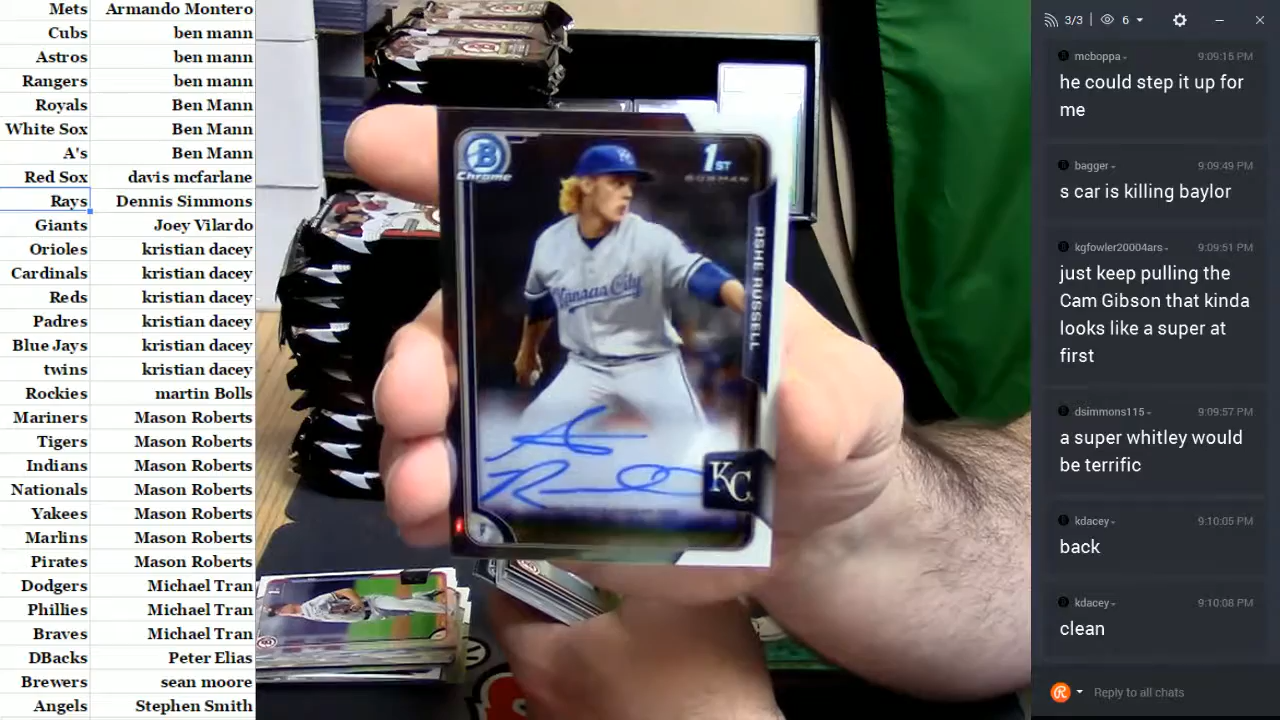 Mets Armando Montero
Cubs ben mann
Astros ben mann
Rangers ben mann
Royals Ben Mann
White Sox Ben Mann
A's Ben Mann
Red Sox davis mcfarlane
Rays Dennis Simmons
Giants Joey Vilardo
Orioles kristian dacey
Cardinals kristian dacey
Reds kristian dacey
Padres kristian dacey
Blue Jays kristian dacey
twins kristian dacey
Rockies martin Bolls
Mariners Mason Roberts
Tigers Mason Roberts
Indians Mason Roberts
Nationals Mason Roberts
Yakees Mason Roberts
Marlins Mason Roberts
Pirates Mason Roberts
Dodgers Michael Tran
Phillies Michael Tran
Braves Michael Tran
DBacks Peter Elias
Brewers sean moore
Angels Stephen Smith
B
Chrome
1ST
BOWMAN
ASHE RUSSELL
Kansas City
KC
3/3 6
mcboppa 9:09:15 PM
he could step it up for
me
bagger 9:09:49 PM
s car is killing baylor
kgfowler20004ars 9:09:51 PM
just keep pulling the
Cam Gibson that kinda
looks like a super at
first
dsimmons115 9:09:57 PM
a super whitley would
be terrific
kdacey 9:10:05 PM
back
kdacey 9:10:08 PM
clean
Reply to all chats